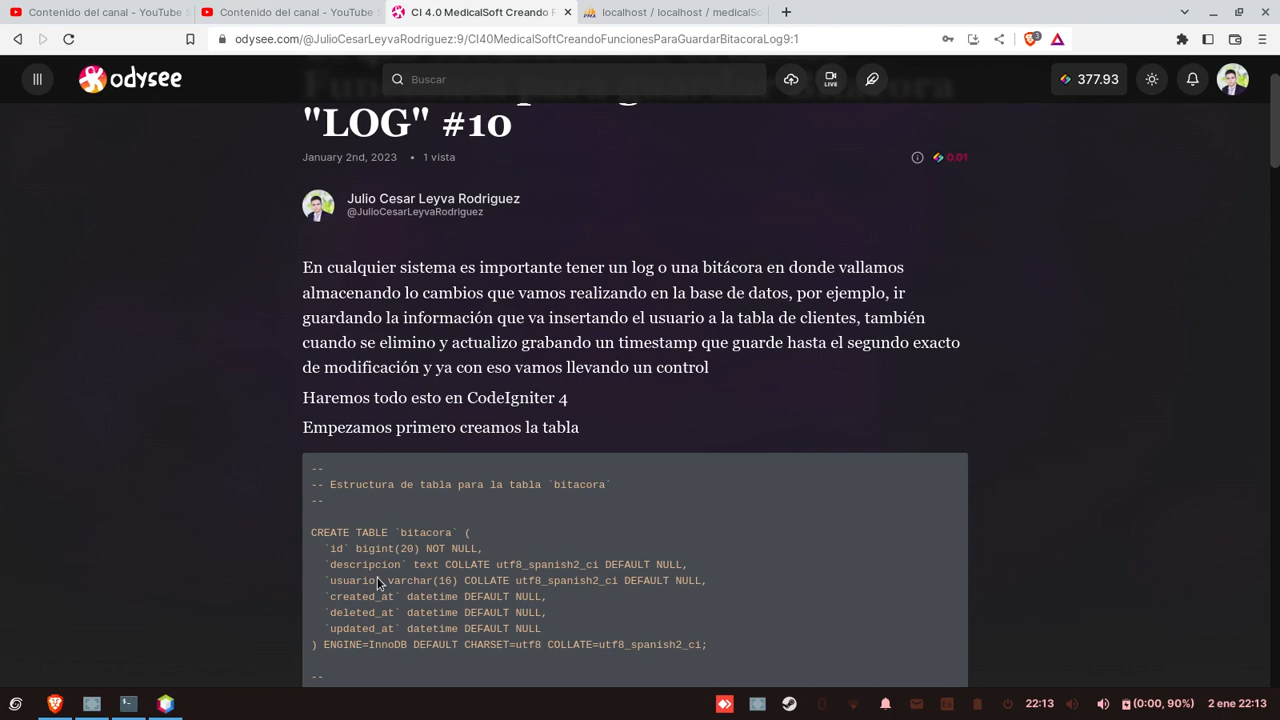 Contenido del canal - YouTube S
Contenido del canal - YouTube S
CI 4.0 MedicalSoft Creando F
localhost / localhost / medicalSo
odysee.com/@JulioCesarLeyvaRodriguez:9/CI40MedicalSoftCreandoFuncionesParaGuardarBitacoraLog9:1
3
odysee
Buscar
LIVE
377.93
"LOG" #10
January 2nd, 2023 • 1 vista
0.01
Julio Cesar Leyva Rodriguez
@JulioCesarLeyvaRodriguez
En cualquier sistema es importante tener un log o una bitácora en donde vallamos
almacenando lo cambios que vamos realizando en la base de datos, por ejemplo, ir
guardando la información que va insertando el usuario a la tabla de clientes, también
cuando se elimino y actualizo grabando un timestamp que guarde hasta el segundo exacto
de modificación y ya con eso vamos llevando un control
Haremos todo esto en CodeIgniter 4
Empezamos primero creamos la tabla
--
-- Estructura de tabla para la tabla `bitacora`
--
CREATE TABLE `bitacora` (
`id` bigint(20) NOT NULL,
`descripcion` text COLLATE utf8_spanish2_ci DEFAULT NULL,
`usuario` varchar(16) COLLATE utf8_spanish2_ci DEFAULT NULL,
`created_at` datetime DEFAULT NULL,
`deleted_at` datetime DEFAULT NULL,
`updated_at` datetime DEFAULT NULL
) ENGINE=InnoDB DEFAULT CHARSET=utf8 COLLATE=utf8_spanish2_ci;
--
22:13
(0:00, 90%)
2 ene 22:13